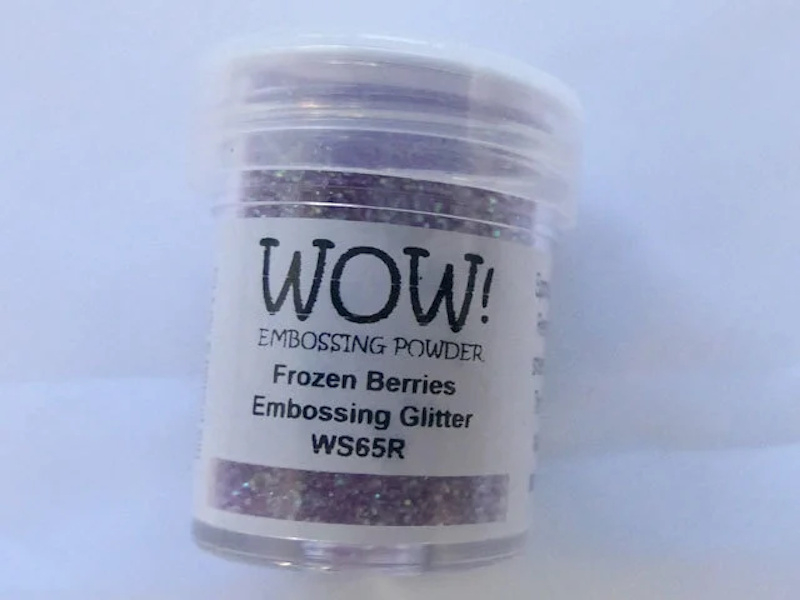 WOW!
EMBOSSING POWDER
Frozen Berries
Embossing Glitter
WS65R